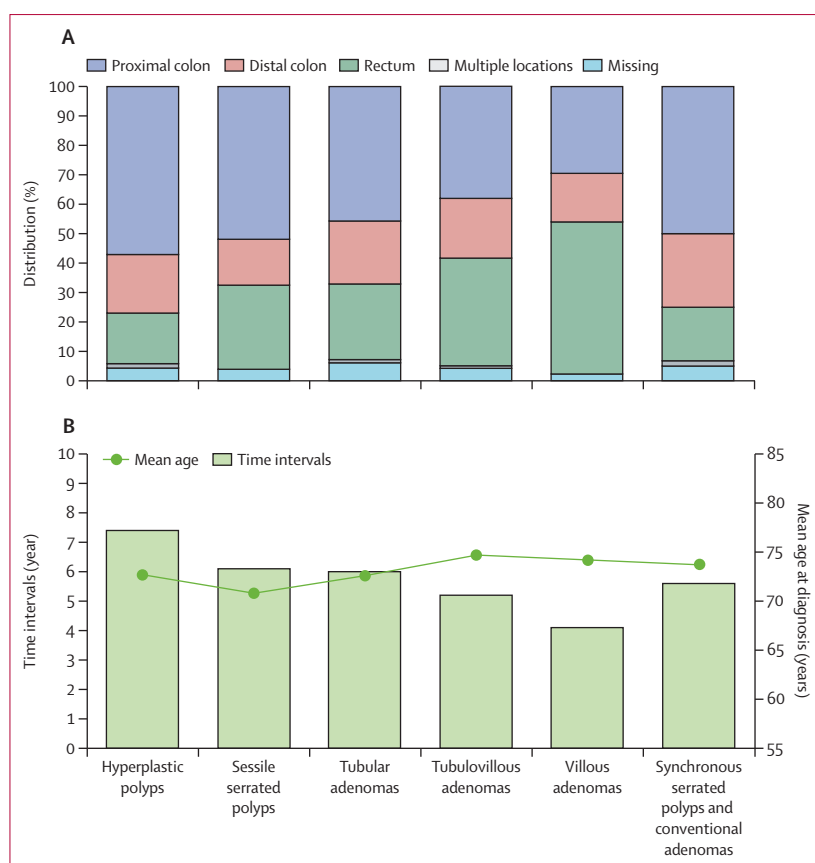 A
Proximal colon Distal colon Rectum Multiple locations Missing
100
90
80
70
60
50
40
30
20
10
0
Distribution (%)
B
Mean age Time intervals
10
9
8
7
6
5
4
3
2
1
0
Time intervals (year)
85
80
75
70
65
60
55
Mean age at diagnosis (years)
Hyperplastic
polyps
Sessile
serrated
polyps
Tubular
adenomas
Tubulovillous
adenomas
Villous
adenomas
Synchronous
serrated
polyps and
conventional
adenomas